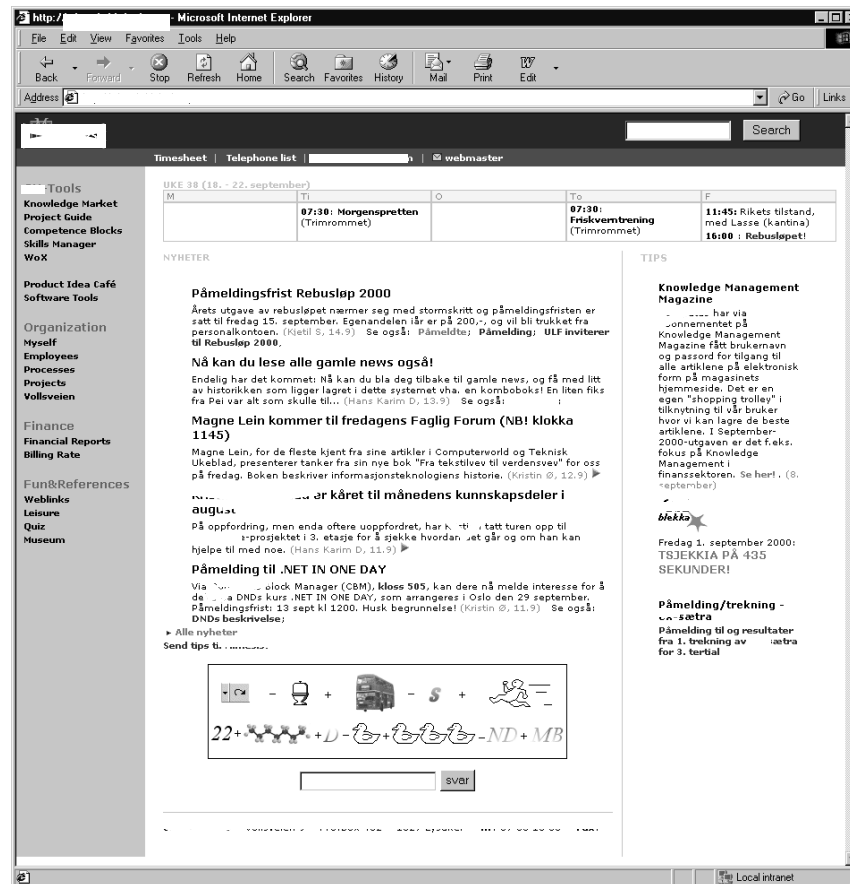 http:// - Microsoft Internet Explorer
File Edit View Favorites Tools Help
Back Forward Stop Refresh Home Search Favorites History Mail Print Edit
Address Go Links
Search
Timesheet | Telephone list | webmaster
-Tools
Knowledge Market
Project Guide
Competence Blocks
Skills Manager
WoX
Product Idea Café
Software Tools
Organization
Myself
Employees
Processes
Projects
Vollsveien
Finance
Financial Reports
Billing Rate
Fun&References
Weblinks
Leisure
Quiz
Museum
UKE 38 (18. - 22. september)
M Ti O To F
07:30: Morgenspretten
(Trimrommet)
07:30:
Friskverntrening
(Trimrommet)
11:45: Rikets tilstand,
med Lasse (kantina)
16:00 : Rebusløpet!
NYHETER
Påmeldingsfrist Rebusløp 2000
Årets utgave av rebusløpet nærmer seg med stormskritt og påmeldingsfristen er
satt til fredag 15. september. Egenandelen iår er på 200,-, og vil bli trukket fra
personalkontoen. (Kjetil S, 14.9) Se også: Påmeldte; Påmelding; ULF inviterer
til Rebusløp 2000,
Nå kan du lese alle gamle news også!
Endelig har det kommet: Nå kan du bla deg tilbake til gamle news, og få med litt
av historikken som ligger lagret i dette systemet vha. en komboboks! En liten fiks
fra Pei var alt som skulle til... (Hans Karim D, 13.9) Se også: ;
Magne Lein kommer til fredagens Faglig Forum (NB! klokka
1145)
Magne Lein, for de fleste kjent fra sine artikler i Computerworld og Teknisk
Ukeblad, presenterer tanker fra sin nye bok "Fra tekstilvev til verdensvev" for oss
på fredag. Boken beskriver informasjonsteknologiens historie. (Kristin Ø, 12.9)
er kåret til månedens kunnskapsdeler i
august
På oppfordring, men enda oftere uoppfordret, har tatt turen opp til
-prosjektet i 3. etasje for å sjekke hvordan det går og om han kan
hjelpe til med noe. (Hans Karim D, 11.9)
Påmelding til .NET IN ONE DAY
Via Block Manager (CBM), kloss 505, kan dere nå melde interesse for å
DNDs kurs .NET IN ONE DAY, som arrangeres i Oslo den 29 september.
Påmeldingsfrist: 13 sept kl 1200. Husk begrunnelse! (Kristin Ø, 11.9) Se også:
DNDs beskrivelse;
Alle nyheter
Send tips
- + - S +
22+ +D- + -ND+ MB
svar
TIPS
Knowledge Management
Magazine
har via
Knowledge Management
Magazine fått brukernavn
og passord for tilgang til
alle artiklene på elektronisk
form på magasinets
hjemmeside. Det er en
egen "shopping trolley" i
tilknytning til vår bruker
hvor vi kan lagre de beste
artiklene. I September-
2000-utgaven er det f.eks.
fokus på Knowledge
Management i
finanssektoren. Se her! . (8.
september)
blekka
Fredag 1. september 2000:
TSJEKKIA PÅ 435
SEKUNDER!
Påmelding/trekning -
Påmelding til og resultater
fra 1. trekning av
for 3. tertial
Local intranet